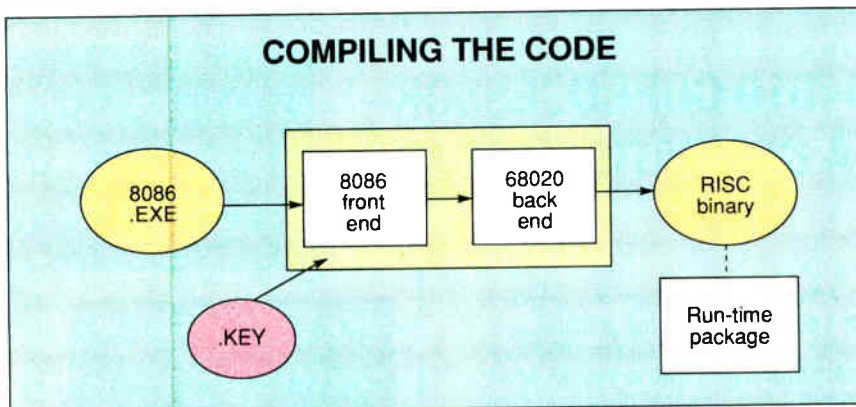 COMPILING THE CODE
8086
.EXE
8086
front
end
68020
back
end
RISC
binary
.KEY
Run-time
package